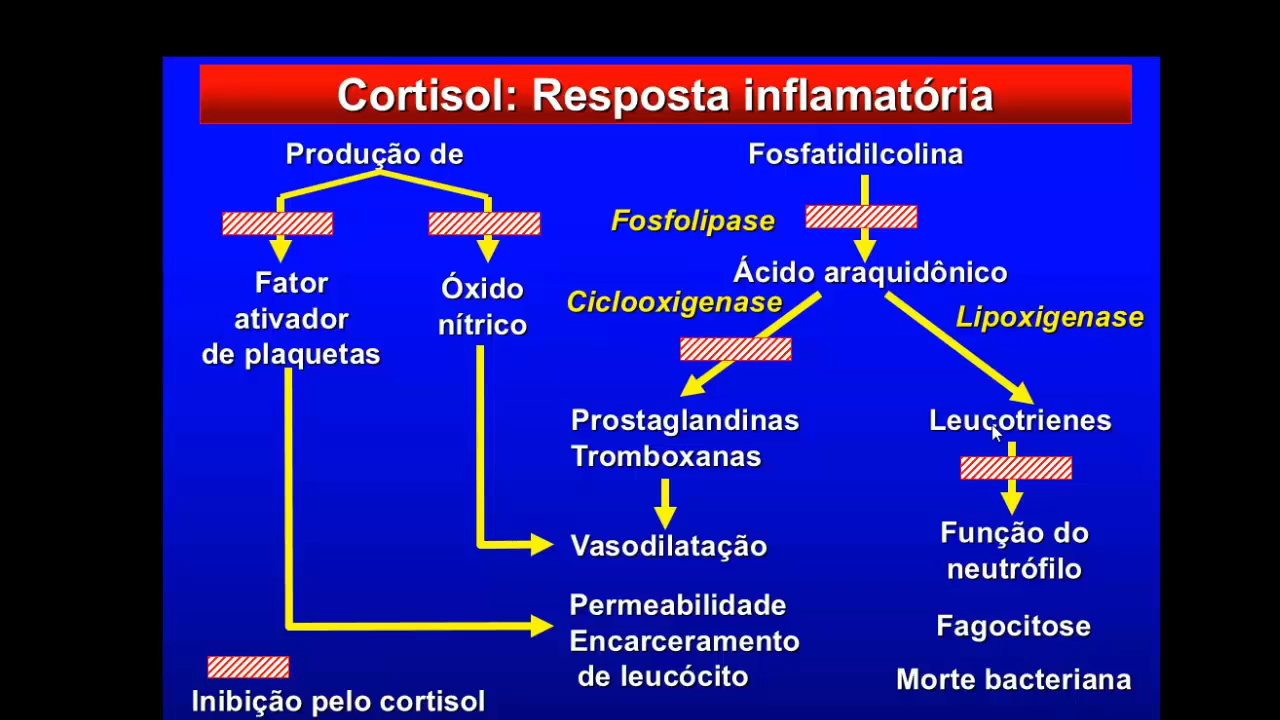 Cortisol: Resposta inflamatória
Produção de
Fosfatidilcolina
Fosfolipase
Fator
ativador
de plaquetas
Óxido
nítrico
Ácido araquidônico
Ciclooxigenase
Lipoxigenase
Prostaglandinas
Tromboxanas
Leucotrienes
Vasodilatação
Função do
neutrófilo
Permeabilidade
Encarceramento
de leucócito
Fagocitose
Morte bacteriana
Inibição pelo cortisol